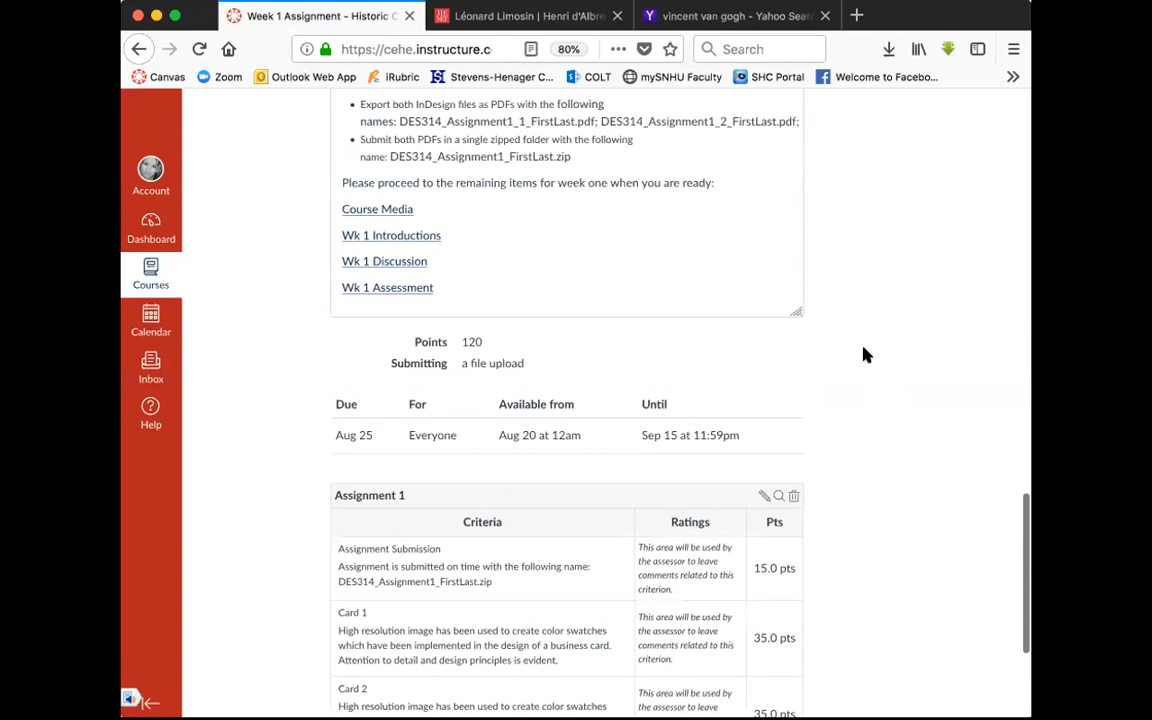 Week 1 Assignment - Historic C
Léonard Limosin | Henri d'Albre
vincent van gogh - Yahoo Sear
https://cehe.instructure.c
80%
Search
Canvas
Zoom
Outlook Web App
iRubric
Stevens-Henager C...
COLT
mySNHU Faculty
SHC Portal
Welcome to Facebo...
Account
Dashboard
Courses
Calendar
Inbox
Help
Export both InDesign files as PDFs with the following
names: DES314_Assignment1_1_FirstLast.pdf; DES314_Assignment1_2_FirstLast.pdf;
Submit both PDFs in a single zipped folder with the following
name: DES314_Assignment1_FirstLast.zip
Please proceed to the remaining items for week one when you are ready:
Course Media
Wk 1 Introductions
Wk 1 Discussion
Wk 1 Assessment
Points 120
Submitting a file upload
Due For Available from Until
Aug 25 Everyone Aug 20 at 12am Sep 15 at 11:59pm
Assignment 1
Criteria Ratings Pts
Assignment Submission
Assignment is submitted on time with the following name:
DES314_Assignment1_FirstLast.zip
This area will be used by
the assessor to leave
comments related to this
criterion.
15.0 pts
Card 1
High resolution image has been used to create color swatches
which have been implemented in the design of a business card.
Attention to detail and design principles is evident.
This area will be used by
the assessor to leave
comments related to this
criterion.
35.0 pts
Card 2
High resolution image has been used to create color swatches
This area will be used by
the assessor to leave
35.0 pts